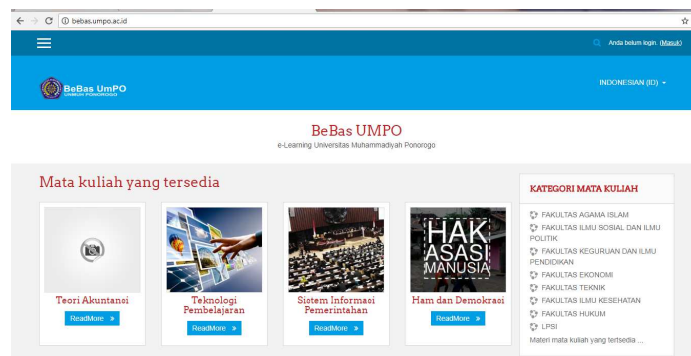 bebas.umpo.ac.id
Anda belum login. (Masuk)
BeBas UmPO
UNMUH PONOROGO
INDONESIAN (ID)
BeBas UMPO
e-Learning Universitas Muhammadiyah Ponorogo
Mata kuliah yang tersedia
HAK
ASASI
MANUSIA
Teori Akuntansi
ReadMore »
Teknologi
Pembelajaran
ReadMore »
Sistem Informasi
Pemerintahan
ReadMore »
Ham dan Demokrasi
ReadMore »
KATEGORI MATA KULIAH
FAKULTAS AGAMA ISLAM
FAKULTAS ILMU SOSIAL DAN ILMU
POLITIK
FAKULTAS KEGURUAN DAN ILMU
PENDIDIKAN
FAKULTAS EKONOMI
FAKULTAS TEKNIK
FAKULTAS ILMU KESEHATAN
FAKULTAS HUKUM
LPSI
Materi mata kuliah yang tertsedia ...